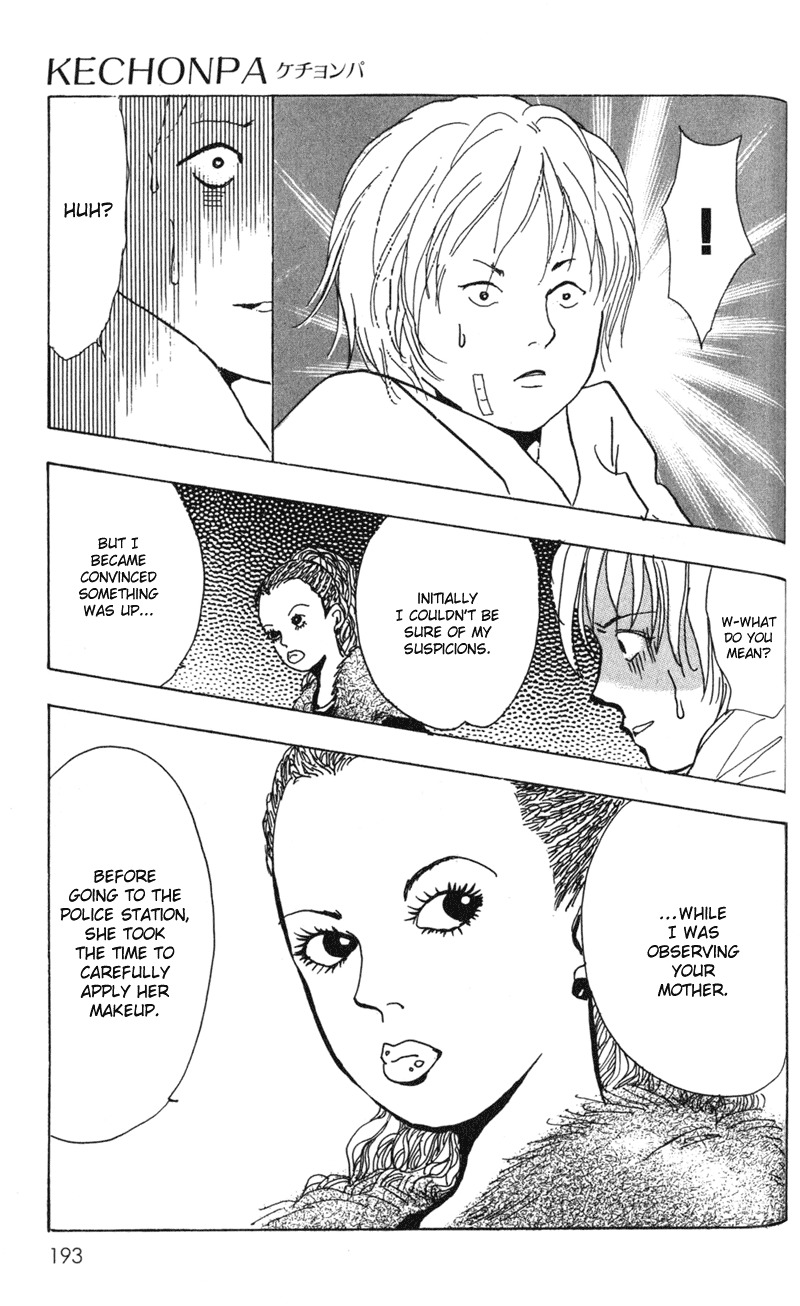 KECHONPA ケチョンパ
!
HUH?
W-WHAT
DO YOU
MEAN?
INITIALLY
I COULDN'T BE
SURE OF MY
SUSPICIONS.
BUT I
BECAME
CONVINCED
SOMETHING
WAS UP...
...WHILE
I WAS
OBSERVING
YOUR
MOTHER.
BEFORE
GOING TO THE
POLICE STATION,
SHE TOOK
THE TIME TO
CAREFULLY
APPLY HER
MAKEUP.
193